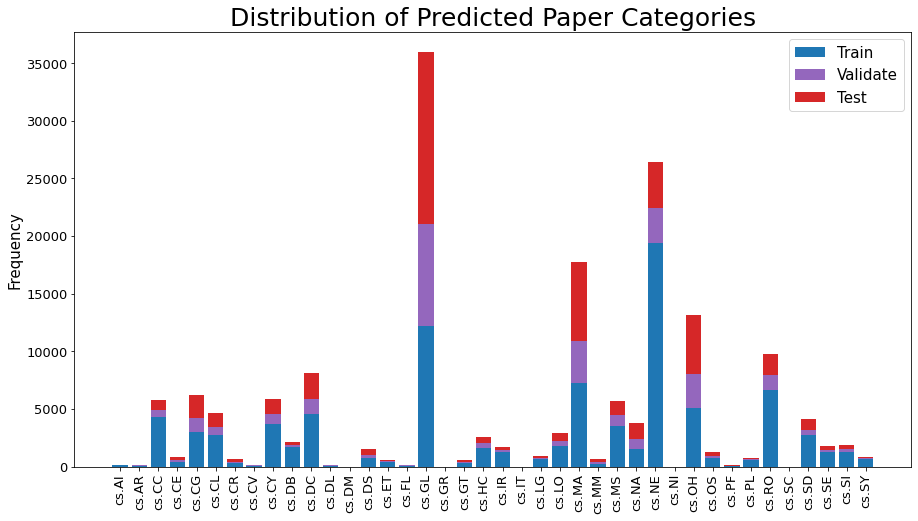 Distribution of Predicted Paper Categories
Train
Validate
Test
Frequency
35000
30000
25000
20000
15000
10000
5000
0
cs.AI
cs.AR
cs.CC
cs.CE
cs.CG
cs.CL
cs.CR
cs.CV
cs.CY
cs.DB
cs.DC
cs.DL
cs.DM
cs.DS
cs.ET
cs.FL
cs.GL
cs.GR
cs.GT
cs.HC
cs.IR
cs.IT
cs.LG
cs.LO
cs.MA
cs.MM
cs.MS
cs.NA
cs.NE
cs.NI
cs.OH
cs.OS
cs.PF
cs.PL
cs.RO
cs.SC
cs.SD
cs.SE
cs.SI
cs.SY